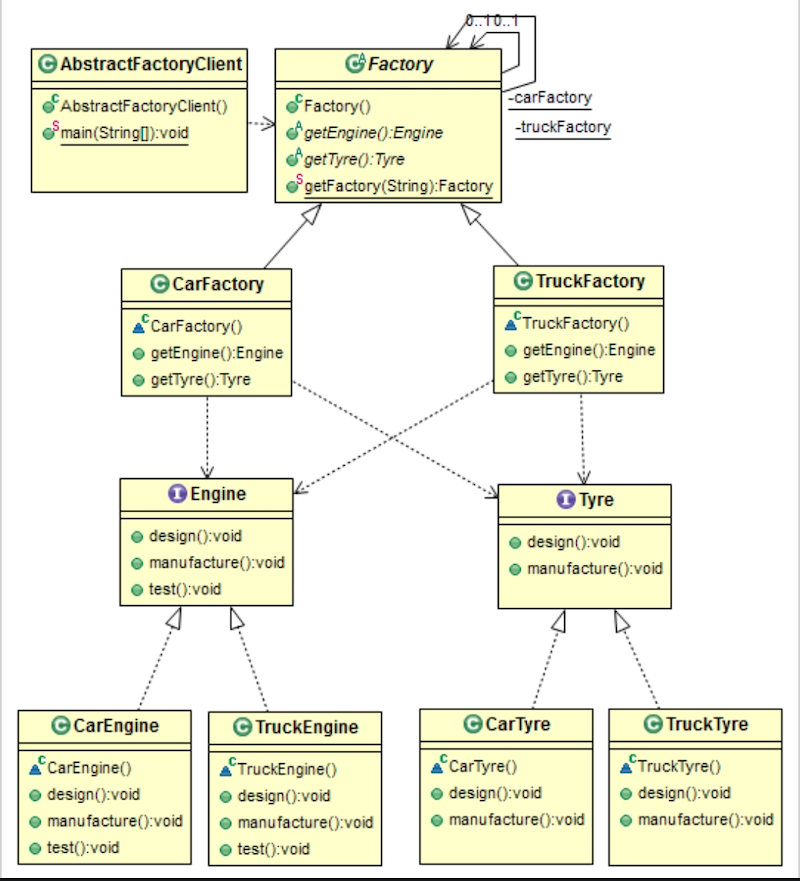 0..1 0..1
AbstractFactoryClient
AbstractFactoryClient()
main(String[]):void
Factory
Factory()
getEngine():Engine
getTyre():Tyre
getFactory(String):Factory
-carFactory
-truckFactory
CarFactory
CarFactory()
getEngine():Engine
getTyre():Tyre
TruckFactory
TruckFactory()
getEngine():Engine
getTyre():Tyre
Engine
design():void
manufacture():void
test():void
Tyre
design():void
manufacture():void
CarEngine
CarEngine()
design():void
manufacture():void
test():void
TruckEngine
TruckEngine()
design():void
manufacture():void
test():void
CarTyre
CarTyre()
design():void
manufacture():void
TruckTyre
TruckTyre()
design():void
manufacture():void